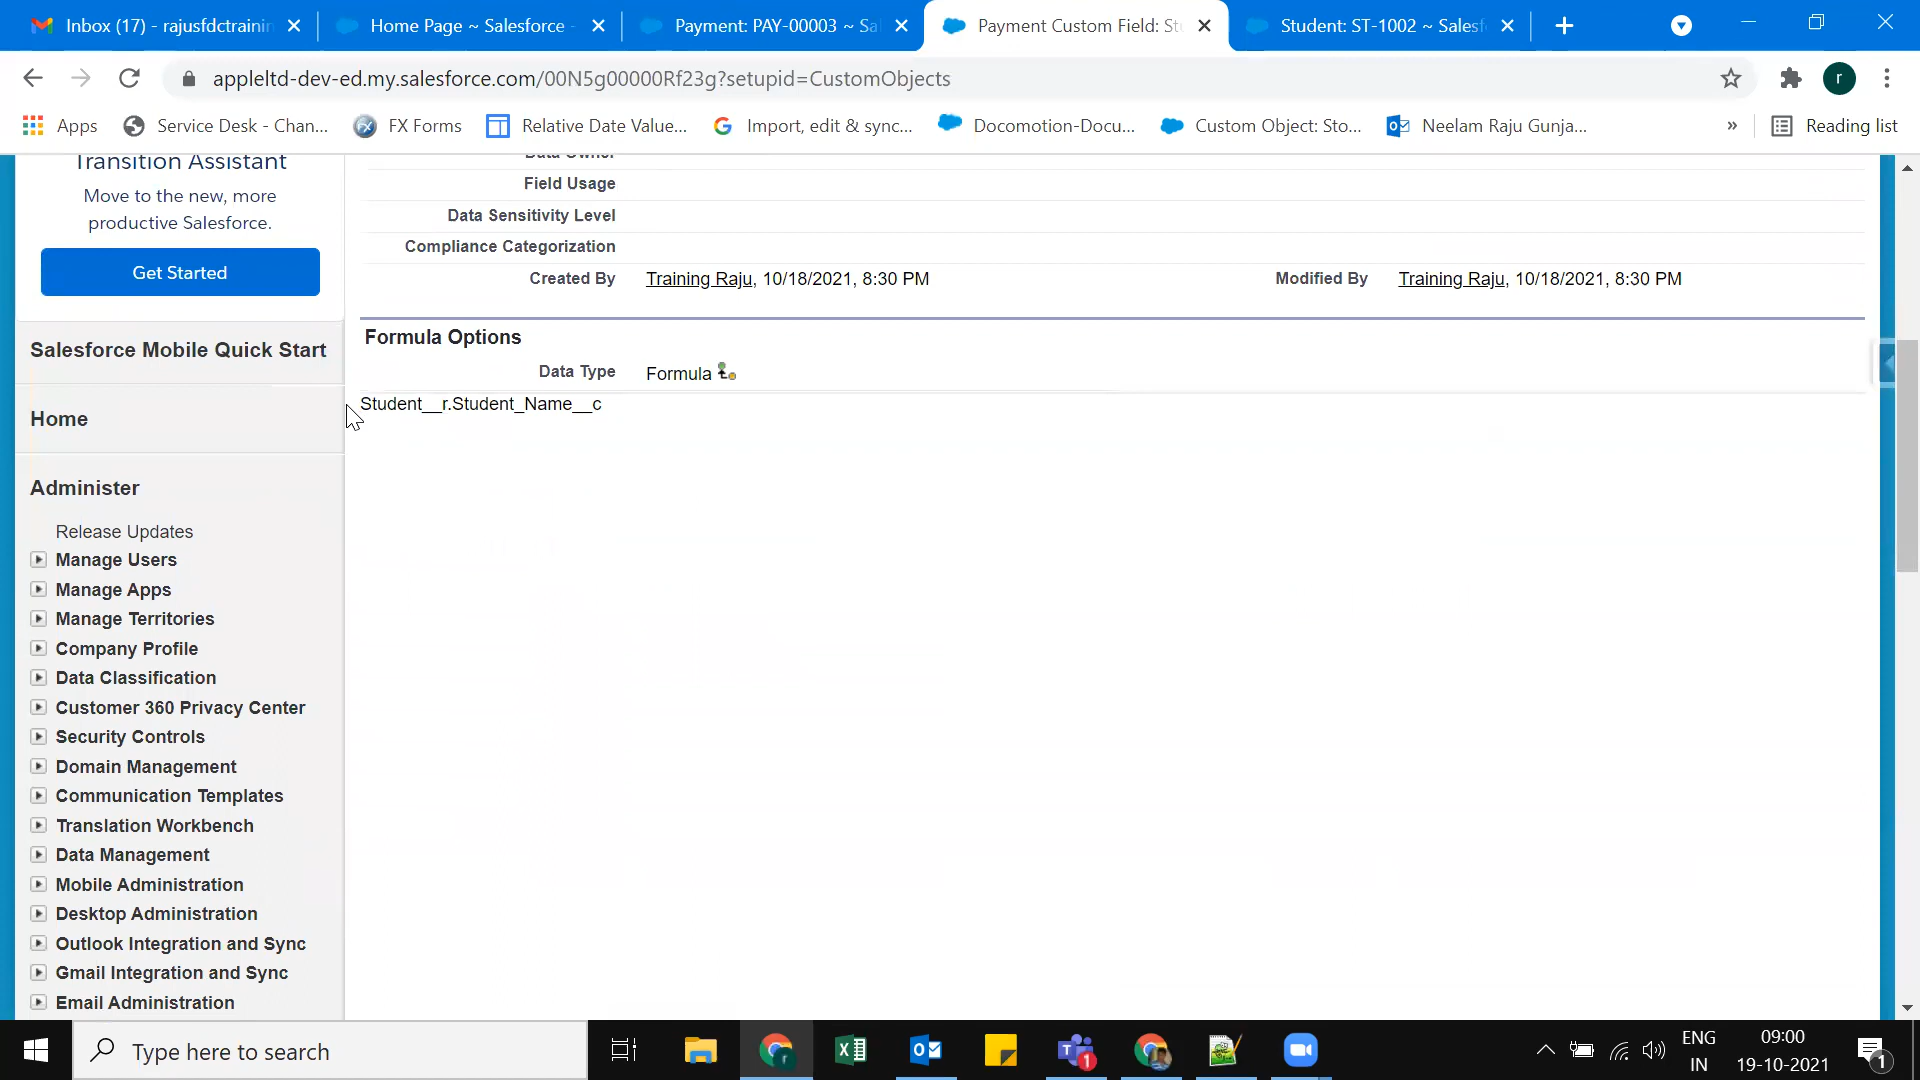 Inbox (17) - rajusfdctrainin
Home Page ~ Salesforce -
Payment: PAY-00003 ~ Sa
Payment Custom Field: St
Student: ST-1002 ~ Salesf
appleltd-dev-ed.my.salesforce.com/00N5g00000Rf23g?setupid=CustomObjects
r
Apps
Service Desk - Chan...
FX Forms
Relative Date Value...
Import, edit & sync...
Docomotion-Docu...
Custom Object: Sto...
Neelam Raju Gunja...
»
Reading list
Transition Assistant
Move to the new, more
productive Salesforce.
Get Started
Salesforce Mobile Quick Start
Home
Administer
Release Updates
Manage Users
Manage Apps
Manage Territories
Company Profile
Data Classification
Customer 360 Privacy Center
Security Controls
Domain Management
Communication Templates
Translation Workbench
Data Management
Mobile Administration
Desktop Administration
Outlook Integration and Sync
Gmail Integration and Sync
Email Administration
Data Owner
Field Usage
Data Sensitivity Level
Compliance Categorization
Created By Training Raju, 10/18/2021, 8:30 PM
Modified By Training Raju, 10/18/2021, 8:30 PM
Formula Options
Data Type Formula
Student__r.Student_Name__c
Type here to search
1
ENG
IN
09:00
19-10-2021
1